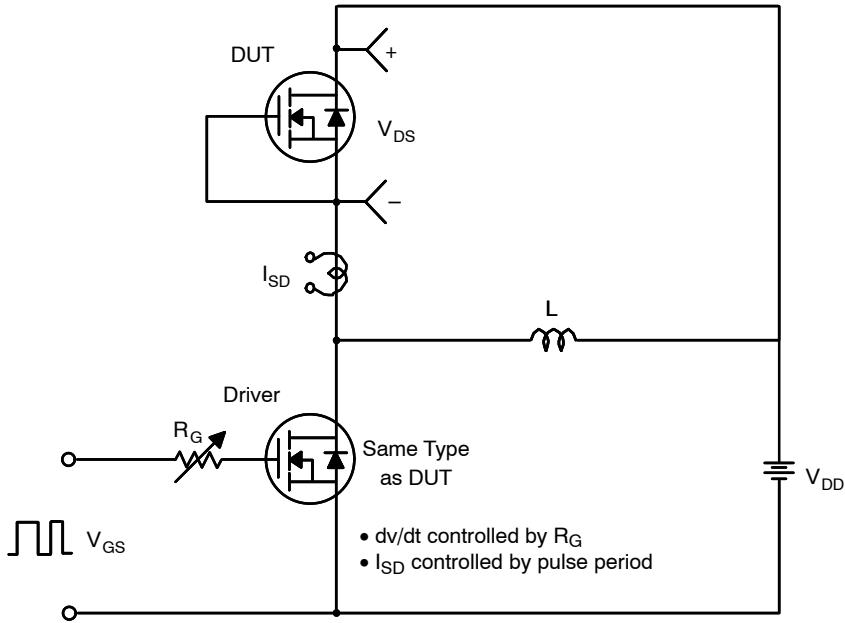 DUT
+
V_DS
−
I_SD
L
Driver
R_G
Same Type
as DUT
V_DD
V_GS
• dv/dt controlled by R_G
• I_SD controlled by pulse period